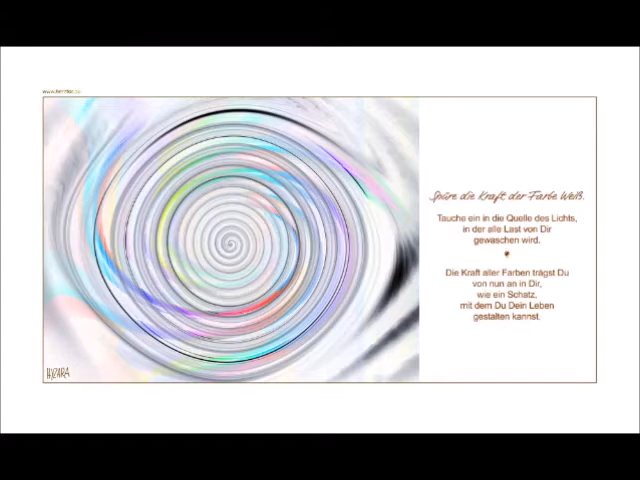 Spüre die Kraft der Farbe Weiß.
Tauche ein in die Quelle des Lichts,
in der alle Last von Dir
gewaschen wird.
Die Kraft aller Farben trägst Du
von nun an in Dir,
wie ein Schatz,
mit dem Du Dein Leben
gestalten kannst.